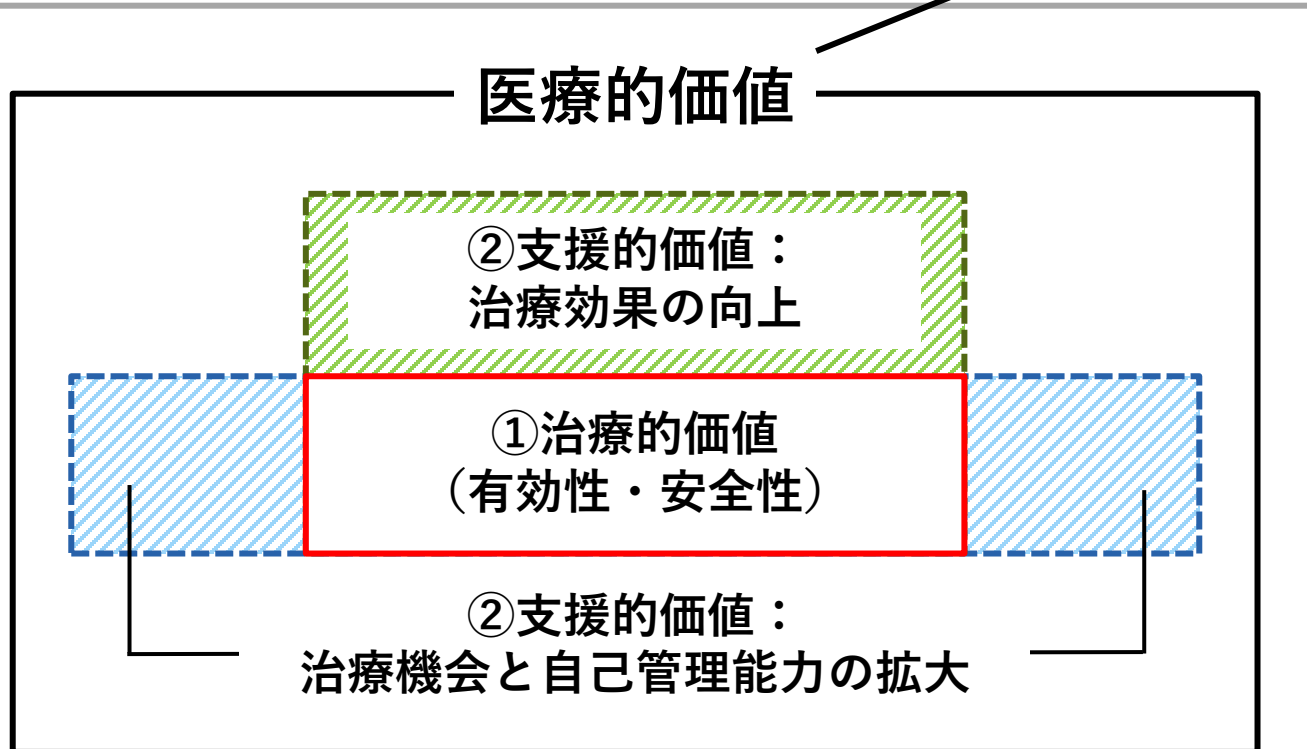 医療的価値
②支援的価値：
治療効果の向上
①治療的価値
（有効性・安全性）
②支援的価値：
治療機会と自己管理能力の拡大